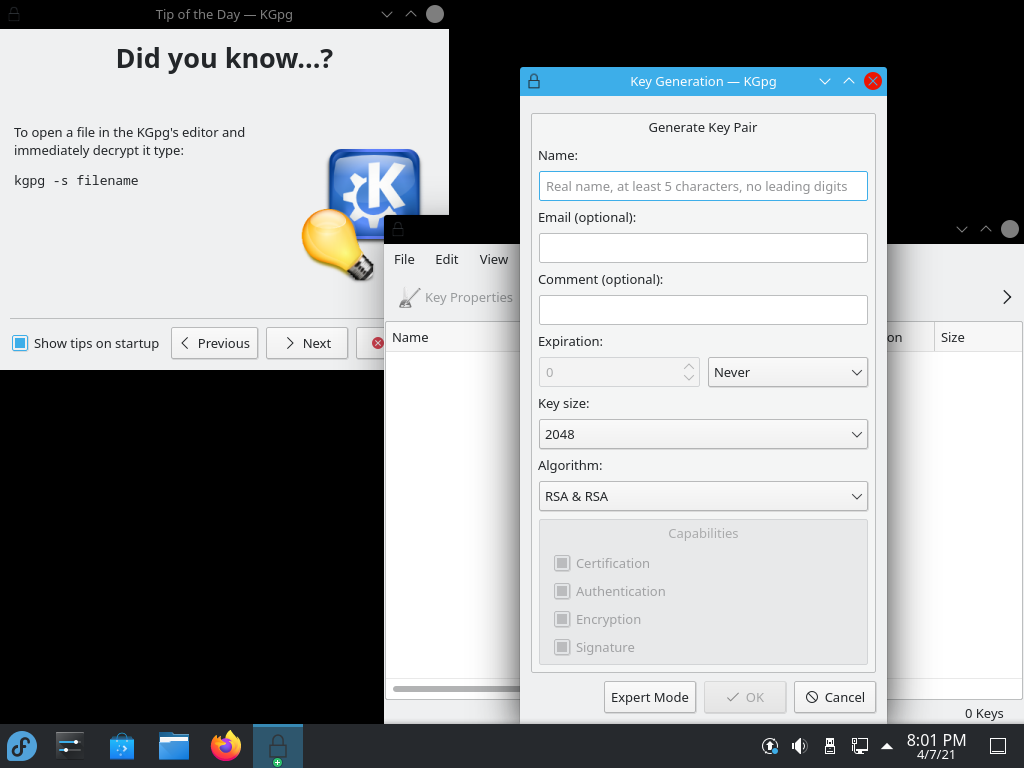 Tip of the Day — KGpg
Did you know...?
To open a file in the KGpg's editor and
immediately decrypt it type:
kgpg -s filename
Show tips on startup
Previous
Next
File
Edit
View
Key Properties
Name
on
Size
0 Keys
Key Generation — KGpg
Generate Key Pair
Name:
Real name, at least 5 characters, no leading digits
Email (optional):
Comment (optional):
Expiration:
0
Never
Key size:
2048
Algorithm:
RSA & RSA
Capabilities
Certification
Authentication
Encryption
Signature
Expert Mode
OK
Cancel
8:01 PM
4/7/21